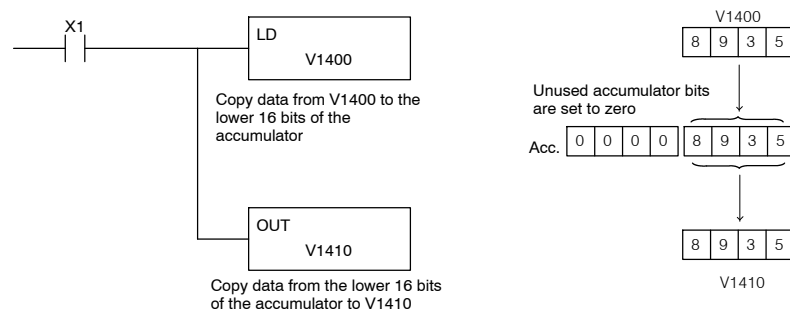 X1
LD
V1400
Copy data from V1400 to the
lower 16 bits of the
accumulator
OUT
V1410
Copy data from the lower 16 bits
of the accumulator to V1410
V1400
8 9 3 5
Unused accumulator bits
are set to zero
Acc. 0 0 0 0 8 9 3 5
8 9 3 5
V1410